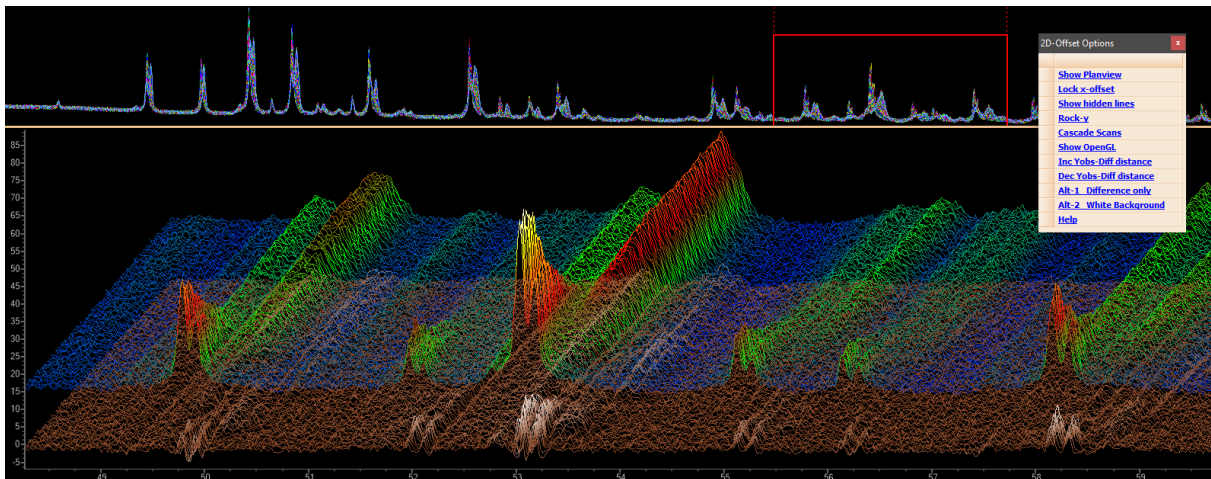 2D-Offset Options x
Show Planview
Lock x-offset
Show hidden lines
Rock-y
Cascade Scans
Show OpenGL
Inc Yobs-Diff distance
Dec Yobs-Diff distance
Alt-1 Difference only
Alt-2 White Background
Help
85
80
75
70
65
60
55
50
45
40
35
30
25
20
15
10
5
0
-5
49 50 51 52 53 54 55 56 57 58 59